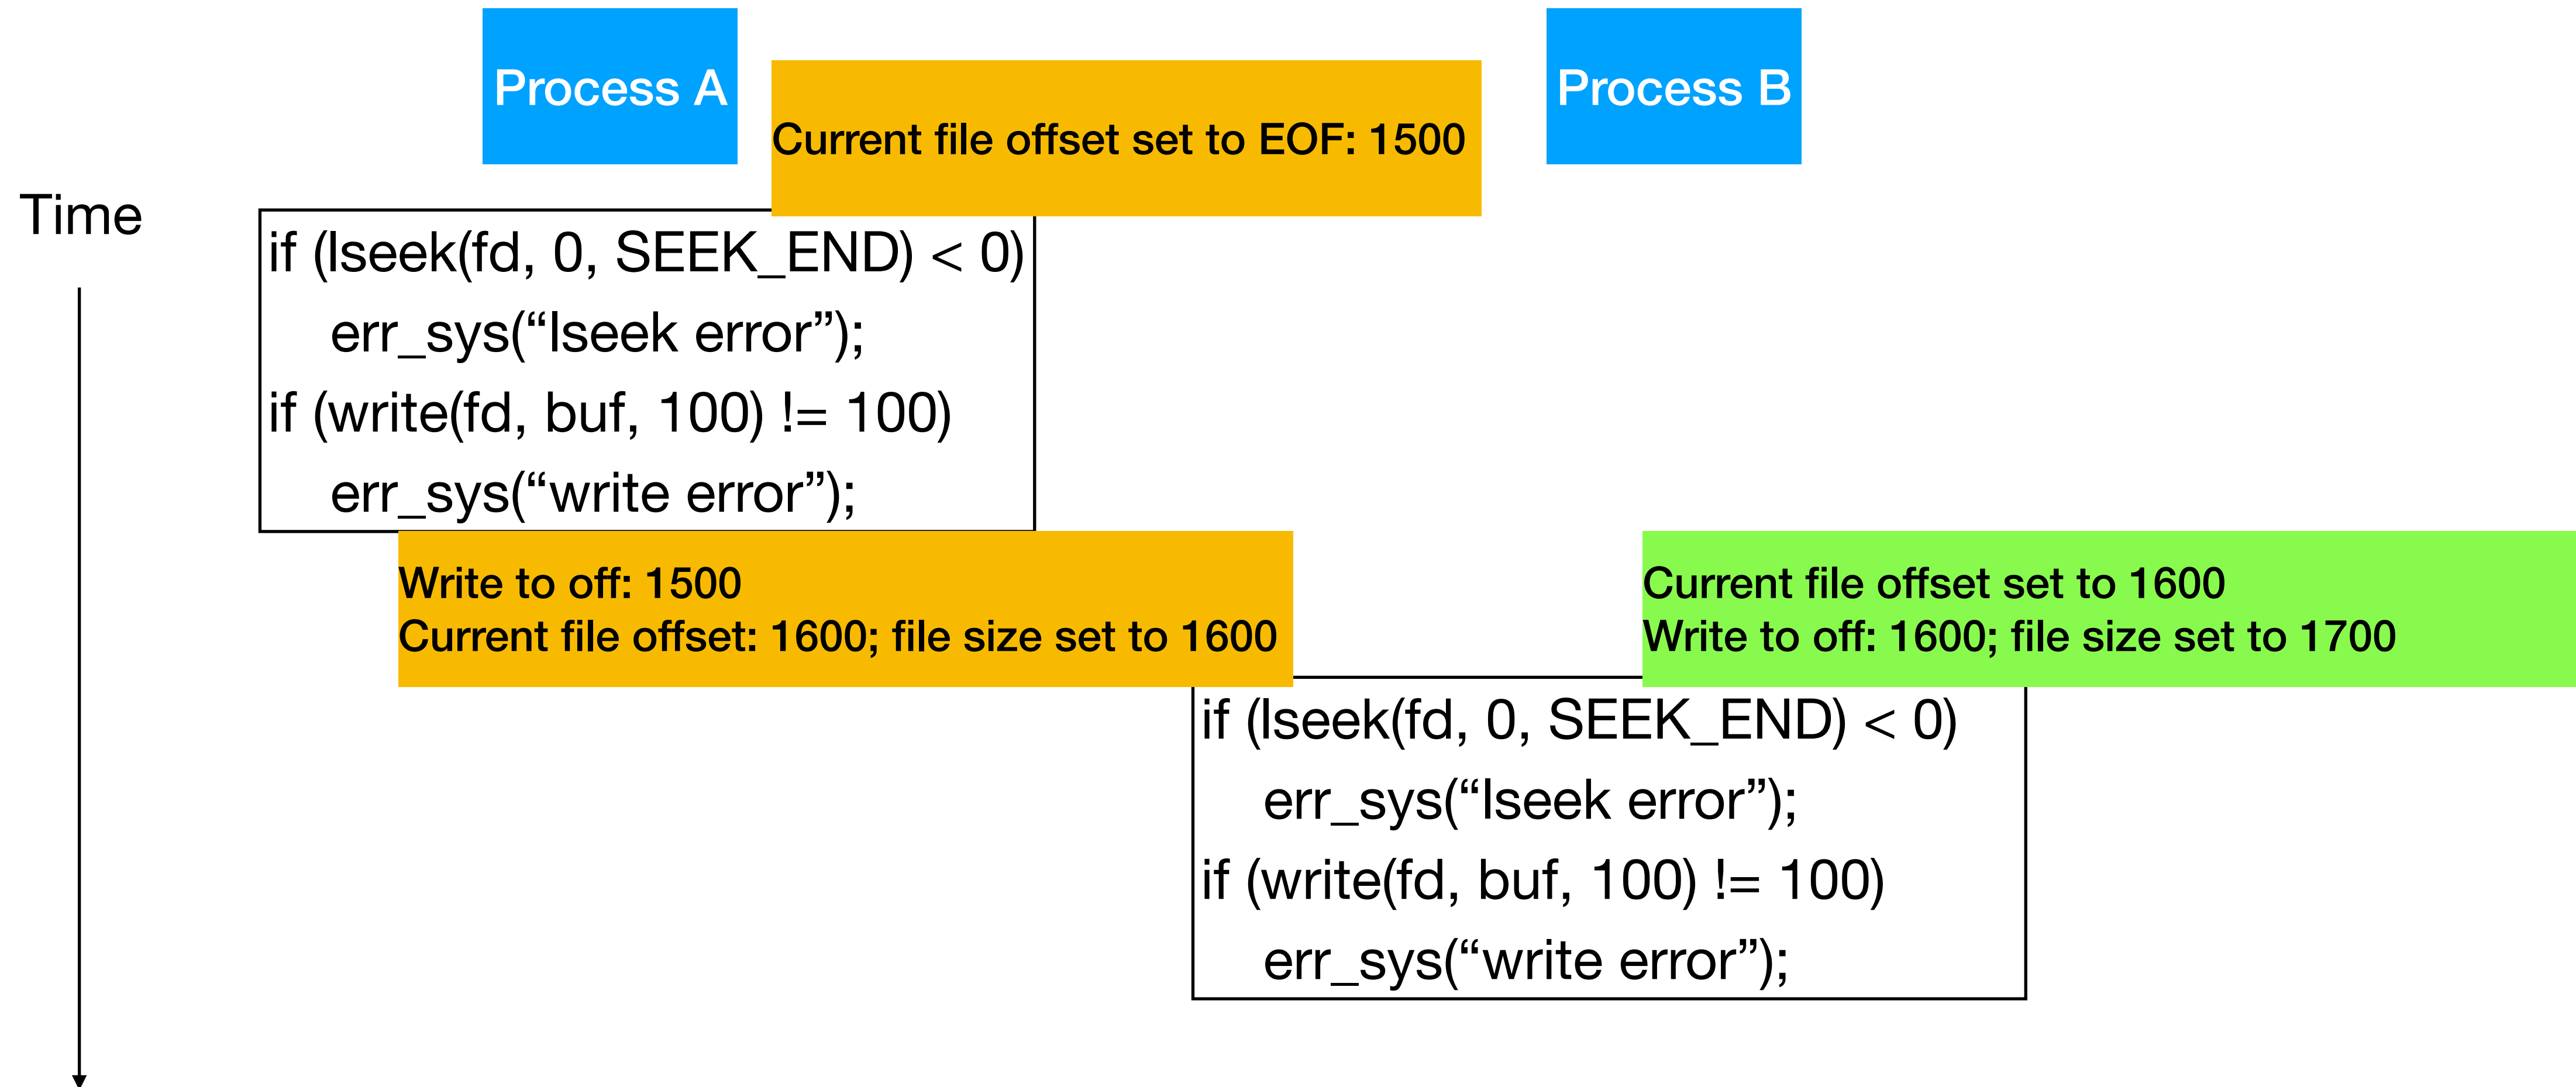 Process A
Process B
Current file offset set to EOF: 1500
Time
if (lseek(fd, 0, SEEK_END) < 0)
err_sys(“lseek error”);
if (write(fd, buf, 100) != 100)
err_sys(“write error”);
Write to off: 1500
Current file offset: 1600; file size set to 1600
Current file offset set to 1600
Write to off: 1600; file size set to 1700
if (lseek(fd, 0, SEEK_END) < 0)
err_sys(“lseek error”);
if (write(fd, buf, 100) != 100)
err_sys(“write error”);